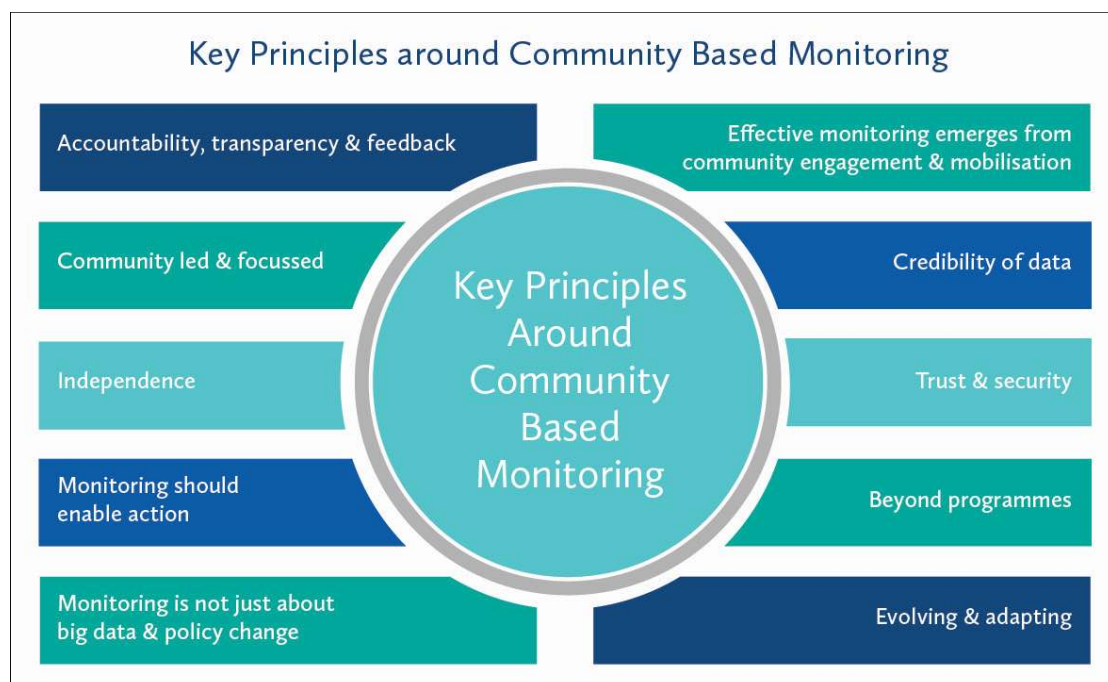 Key Principles around Community Based Monitoring
Accountability, transparency & feedback
Community led & focussed
Independence
Monitoring should
enable action
Monitoring is not just about
big data & policy change
Key Principles
Around
Community
Based
Monitoring
Effective monitoring emerges from
community engagement & mobilisation
Credibility of data
Trust & security
Beyond programmes
Evolving & adapting